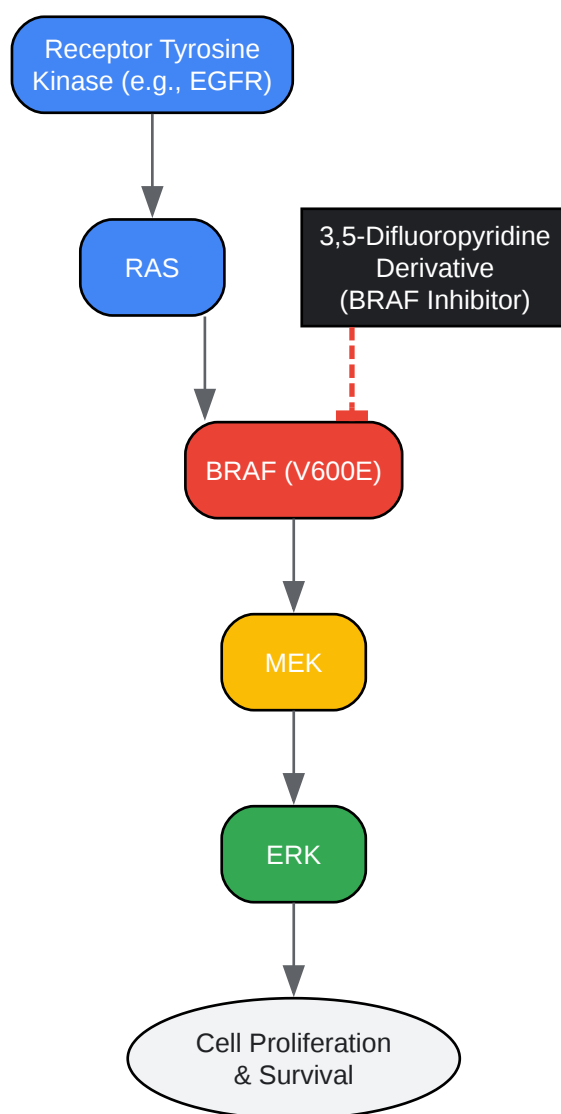 Receptor Tyrosine
Kinase (e.g., EGFR)
RAS
3,5-Difluoropyridine
Derivative
(BRAF Inhibitor)
BRAF (V600E)
MEK
ERK
Cell Proliferation
& Survival